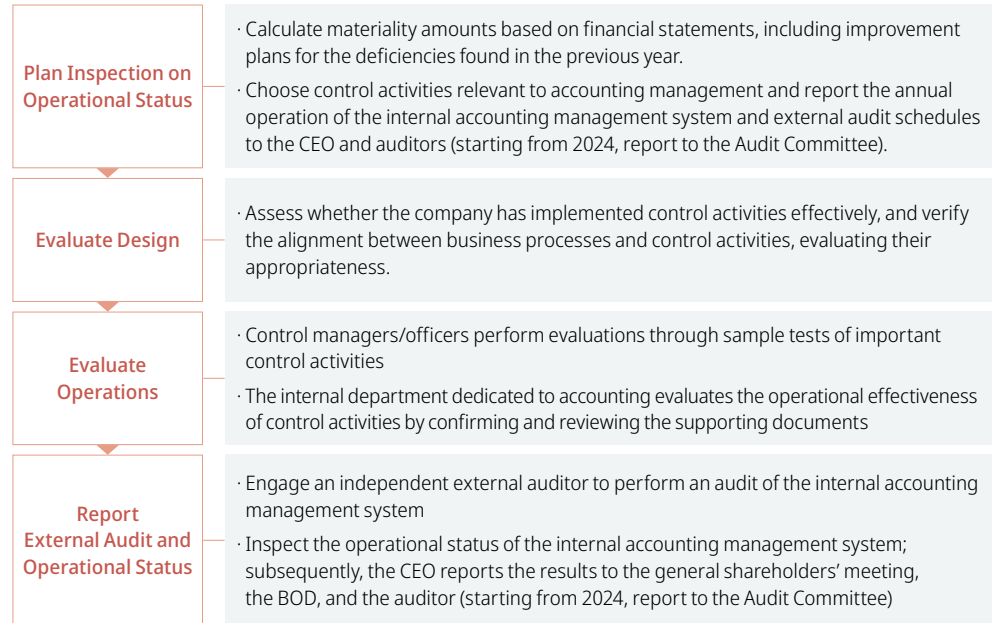 Plan Inspection on
Operational Status
· Calculate materiality amounts based on financial statements, including improvement
plans for the deficiencies found in the previous year.
· Choose control activities relevant to accounting management and report the annual
operation of the internal accounting management system and external audit schedules
to the CEO and auditors (starting from 2024, report to the Audit Committee).
Evaluate Design
· Assess whether the company has implemented control activities effectively, and verify
the alignment between business processes and control activities, evaluating their
appropriateness.
Evaluate
Operations
· Control managers/officers perform evaluations through sample tests of important
control activities
· The internal department dedicated to accounting evaluates the operational effectiveness
of control activities by confirming and reviewing the supporting documents
Report
External Audit and
Operational Status
· Engage an independent external auditor to perform an audit of the internal accounting
management system
· Inspect the operational status of the internal accounting management system;
subsequently, the CEO reports the results to the general shareholders’ meeting,
the BOD, and the auditor (starting from 2024, report to the Audit Committee)